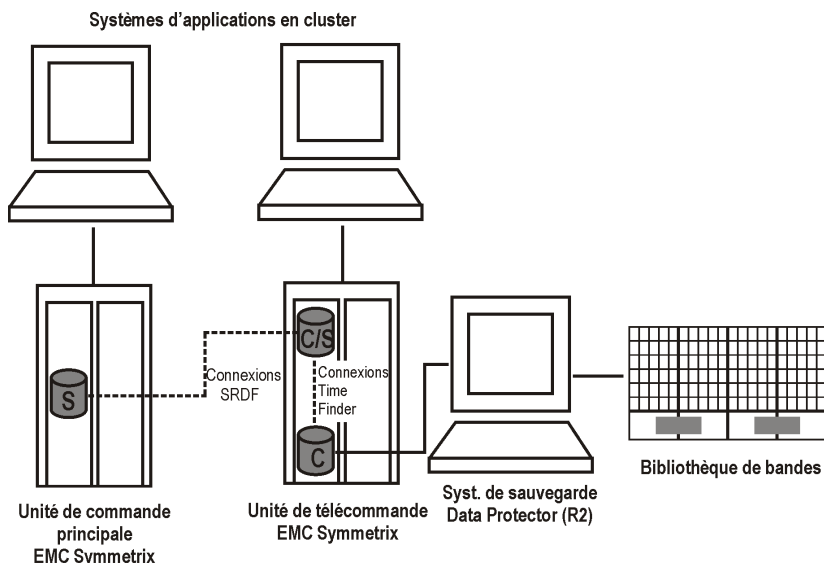 Systèmes d'applications en cluster
C/S
Connexions
SRDF
Connexions
Time
Finder
S
C
Bibliothèque de bandes
Syst. de sauvegarde
Data Protector (R2)
Unité de commande
principale
EMC Symmetrix
Unité de télécommande
EMC Symmetrix